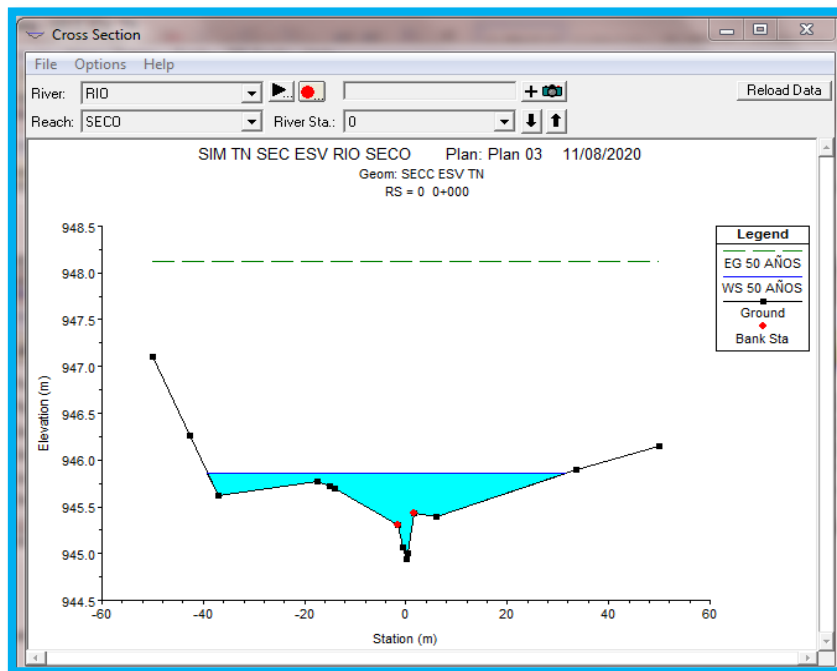 Cross Section
File Options Help
River: RIO Reload Data
Reach: SECO River Sta.: 0
SIM TN SEC ESV RIO SECO Plan: Plan 03 11/08/2020
Geom: SECC ESV TN
RS = 0 0+000
Legend
EG 50 AÑOS
WS 50 AÑOS
Ground
Bank Sta
948.5
948.0
947.5
947.0
946.5
946.0
945.5
945.0
944.5
Elevation (m)
-60 -40 -20 0 20 40 60
Station (m)